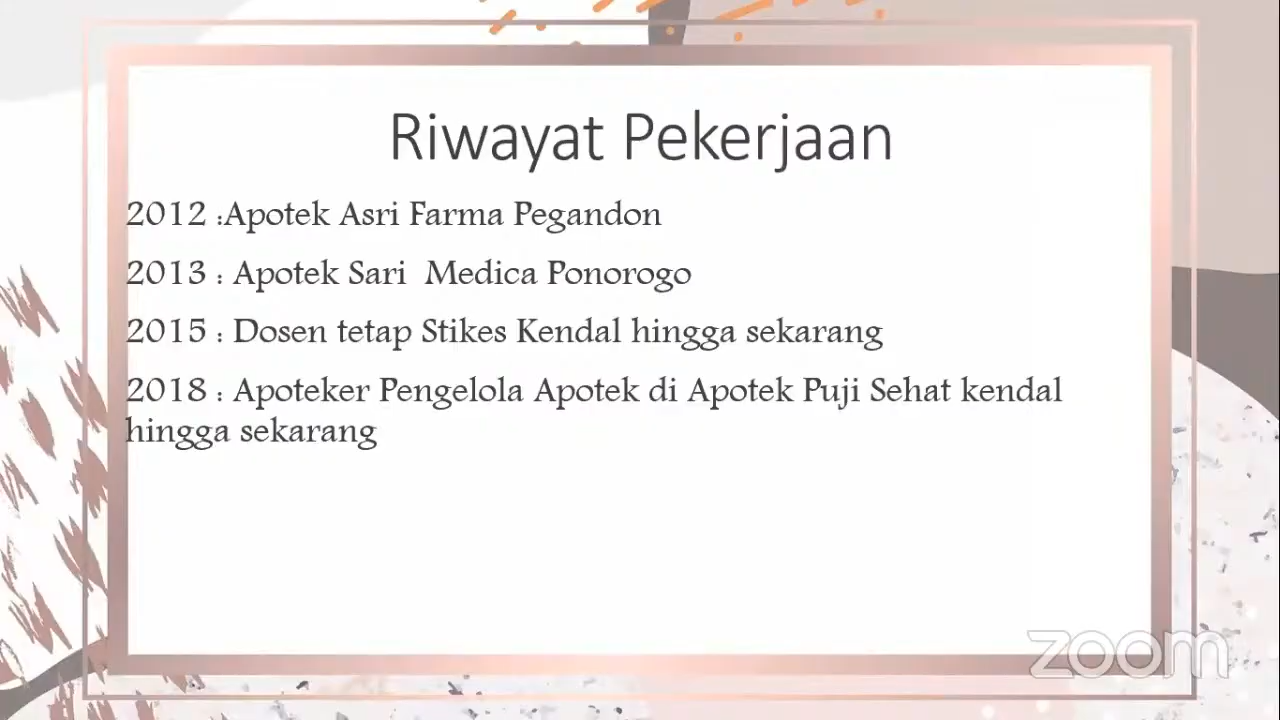 Riwayat Pekerjaan
2012 :Apotek Asri Farma Pegandon
2013 : Apotek Sari  Medica Ponorogo
2015 : Dosen tetap Stikes Kendal hingga sekarang
2018 : Apoteker Pengelola Apotek di Apotek Puji Sehat kendal
hingga sekarang
zoom